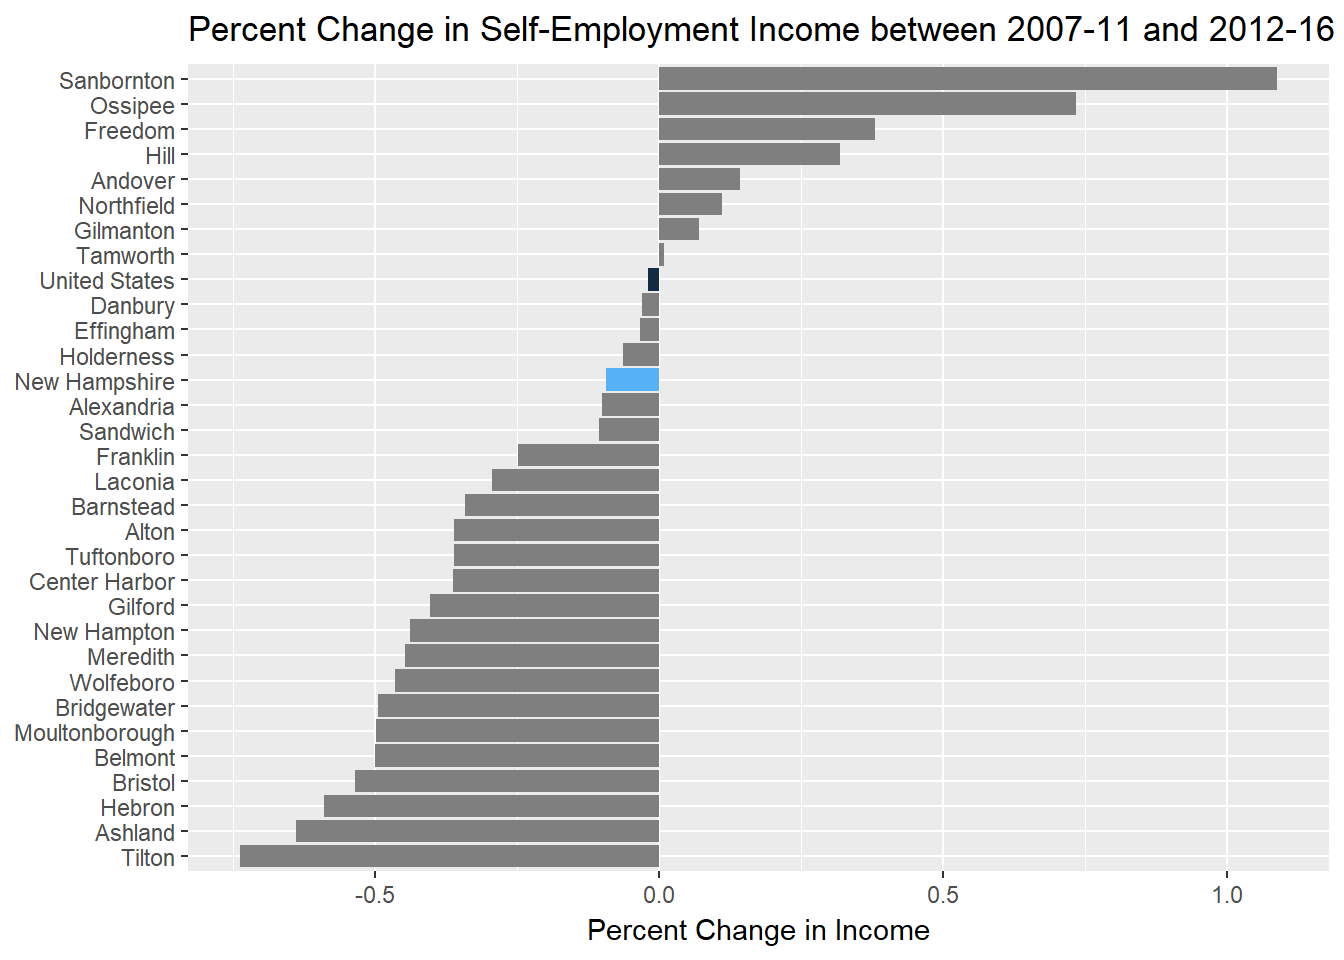 Percent Change in Self-Employment Income between 2007-11 and 2012-16
Sanbornton
Ossipee
Freedom
Hill
Andover
Northfield
Gilmanton
Tamworth
United States
Danbury
Effingham
Holderness
New Hampshire
Alexandria
Sandwich
Franklin
Laconia
Barnstead
Alton
Tuftonboro
Center Harbor
Gilford
New Hampton
Meredith
Wolfeboro
Bridgewater
Moultonborough
Belmont
Bristol
Hebron
Ashland
Tilton
-0.5 0.0 0.5 1.0
Percent Change in Income